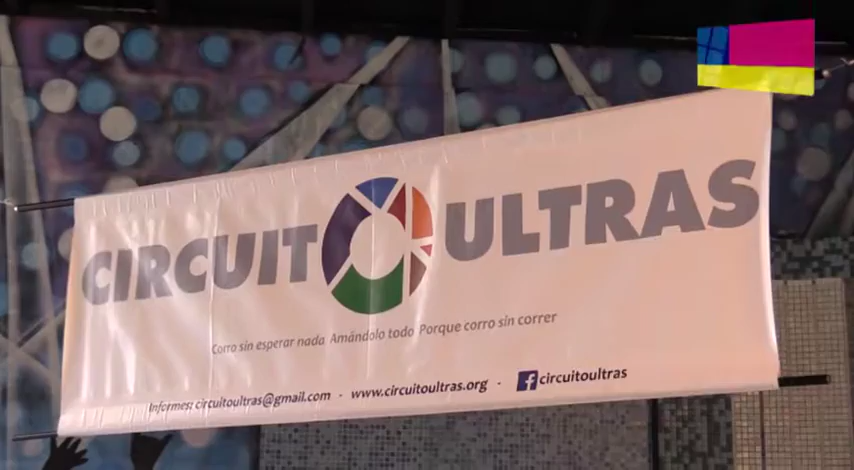 CIRCUITO ULTRAS
Corro sin esperar nada Amándolo todo Porque corro sin correr
Informes: circuitoultras@gmail.com - www.circuitoultras.org - f circuitoultras